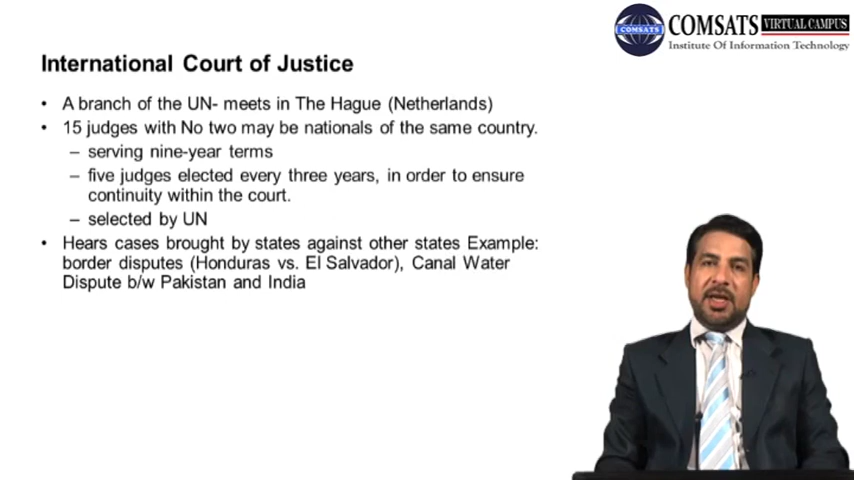 COMSATS
COMSATS VIRTUAL CAMPUS
Institute Of Information Technology
International Court of Justice
• A branch of the UN- meets in The Hague (Netherlands)
• 15 judges with No two may be nationals of the same country.
– serving nine-year terms
– five judges elected every three years, in order to ensure
continuity within the court.
– selected by UN
• Hears cases brought by states against other states Example:
border disputes (Honduras vs. El Salvador), Canal Water
Dispute b/w Pakistan and India